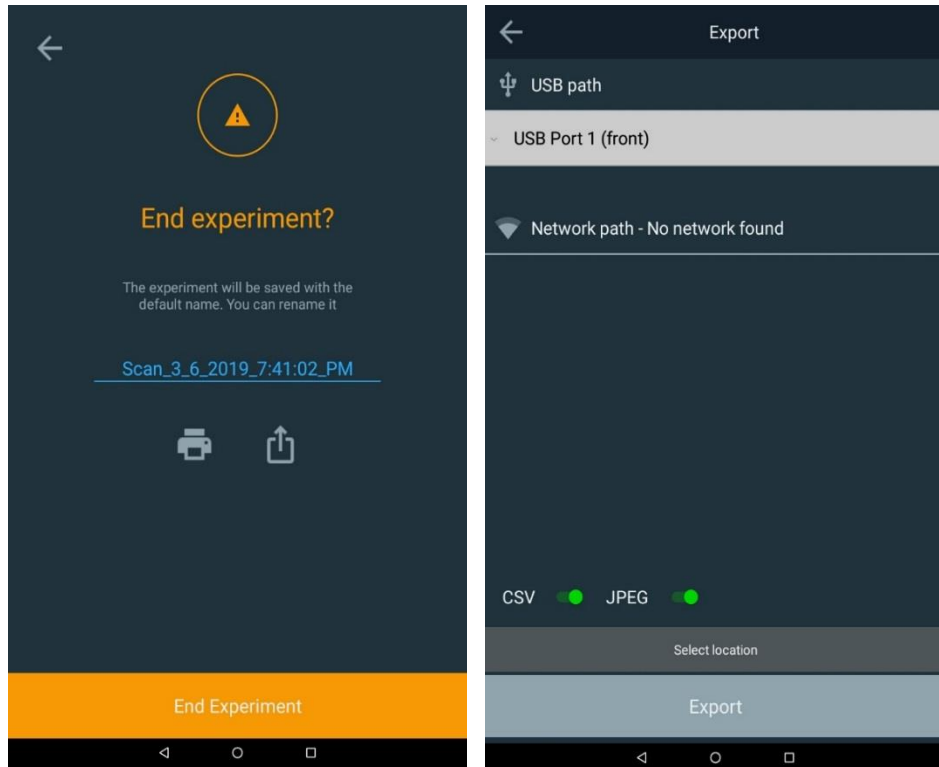 End experiment?
The experiment will be saved with the
default name. You can rename it
Scan_3_6_2019_7:41:02_PM
End Experiment
Export
USB path
USB Port 1 (front)
Network path - No network found
CSV JPEG
Select location
Export